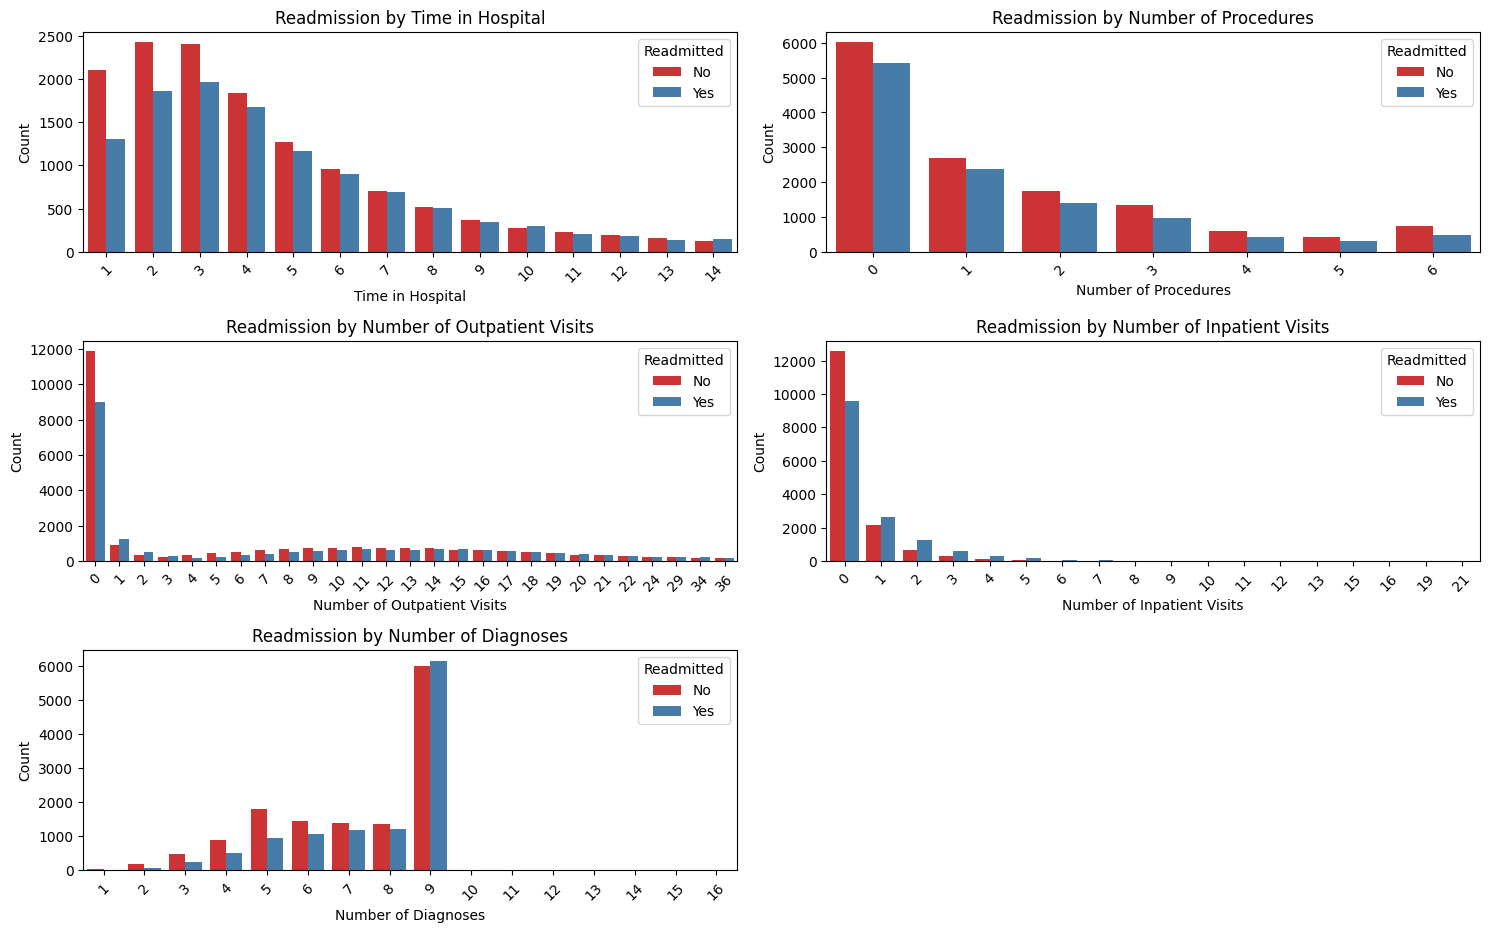 Readmission by Time in Hospital
Count
2500
2000
1500
1000
500
0
Readmitted
No
Yes
1 2 3 4 5 6 7 8 9 10 11 12 13 14
Time in Hospital
Readmission by Number of Procedures
Count
6000
5000
4000
3000
2000
1000
0
Readmitted
No
Yes
0 1 2 3 4 5 6
Number of Procedures
Readmission by Number of Outpatient Visits
Count
12000
10000
8000
6000
4000
2000
0
Readmitted
No
Yes
0 1 2 3 4 5 6 7 8 9 10 11 12 13 14 15 16 17 18 19 20 21 22 24 29 34 36
Number of Outpatient Visits
Readmission by Number of Inpatient Visits
Count
12000
10000
8000
6000
4000
2000
0
Readmitted
No
Yes
0 1 2 3 4 5 6 7 8 9 10 11 12 13 15 16 19 21
Number of Inpatient Visits
Readmission by Number of Diagnoses
Count
6000
5000
4000
3000
2000
1000
0
Readmitted
No
Yes
1 2 3 4 5 6 7 8 9 10 11 12 13 14 15 16
Number of Diagnoses